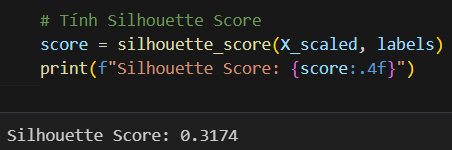 # Tính Silhouette Score
score = silhouette_score(X_scaled, labels)
print(f"Silhouette Score: {score:.4f}")
Silhouette Score: 0.3174